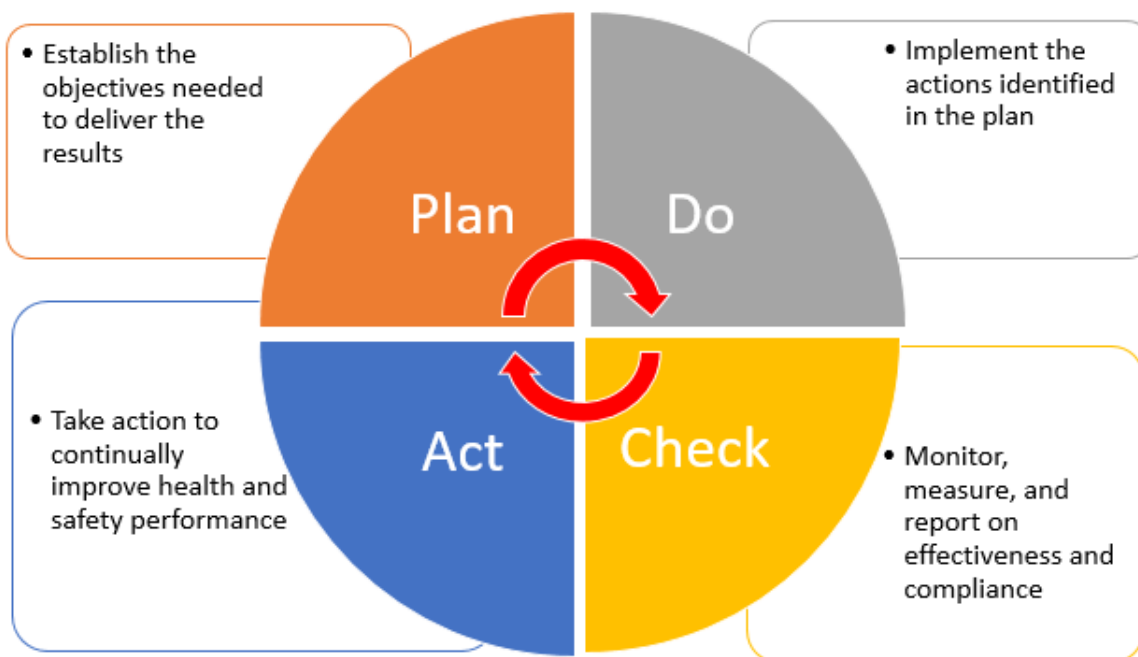 • Establish the
objectives needed
to deliver the
results
Plan
Do
• Implement the
actions identified
in the plan
• Take action to
continually
improve health and
safety performance
Act
Check
• Monitor,
measure, and
report on
effectiveness and
compliance